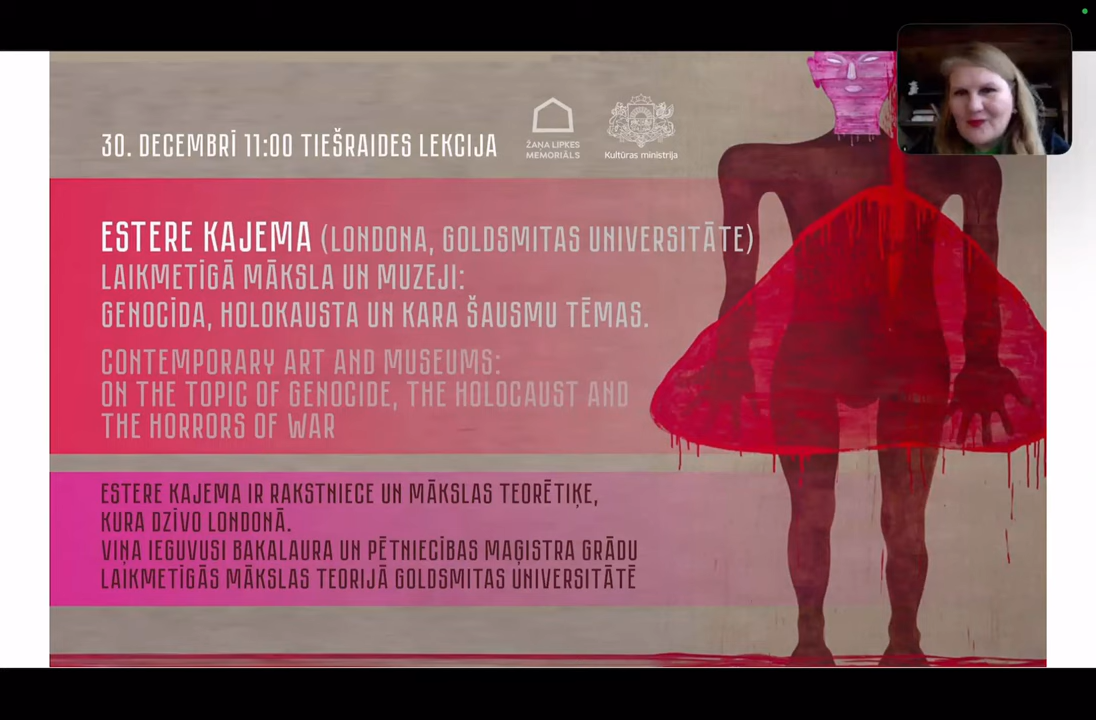 30. DECEMBRĪ 11:00 TIEŠRAIDES LEKCIJA
ŽAŅA LIPKES
MEMORIĀLS
Kultūras ministrija
ESTERE KAJEMA (LONDONA, GOLDSMITAS UNIVERSITĀTE)
LAIKMETĪGĀ MĀKSLA UN MUZEJI:
GENOCĪDA, HOLOKAUSTA UN KARA ŠAUSMU TĒMAS.
CONTEMPORARY ART AND MUSEUMS:
ON THE TOPIC OF GENOCIDE, THE HOLOCAUST AND
THE HORRORS OF WAR
ESTERE KAJEMA IR RAKSTNIECE UN MĀKSLAS TEORĒTIĶE,
KURA DZĪVO LONDONĀ.
VIŅA IEGUVUSI BAKALAURA UN PĒTNIECĪBAS MAĢISTRA GRĀDU
LAIKMETĪGĀS MĀKSLAS TEORIJĀ GOLDSMITAS UNIVERSITĀTĒ